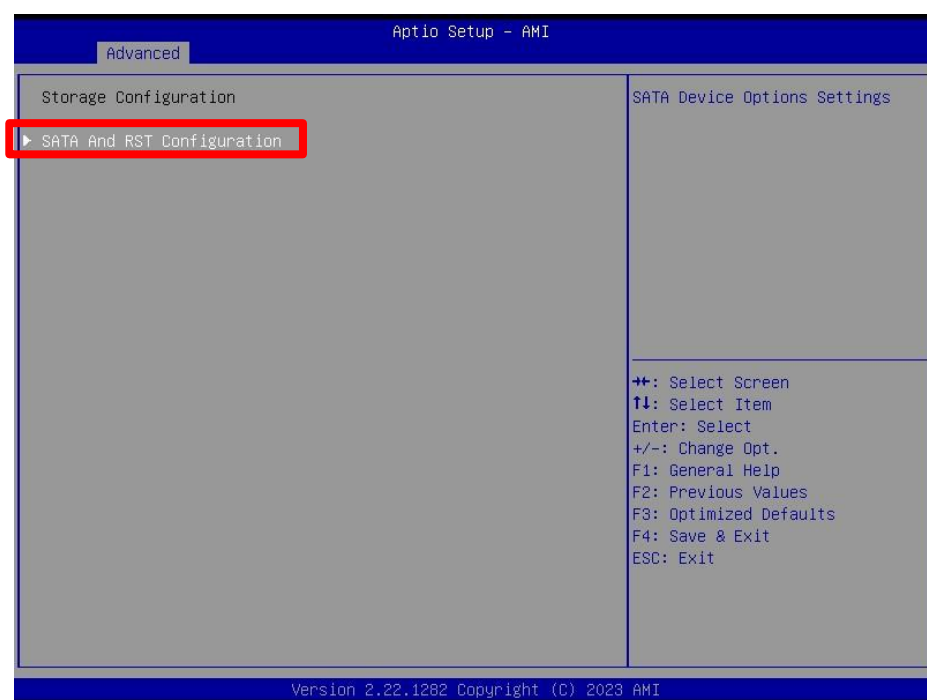 Aptio Setup – AMI
Advanced
Storage Configuration
▶ SATA And RST Configuration
SATA Device Options Settings
→←: Select Screen
↑↓: Select Item
Enter: Select
+/-: Change Opt.
F1: General Help
F2: Previous Values
F3: Optimized Defaults
F4: Save & Exit
ESC: Exit
Version 2.22.1282 Copyright (C) 2023 AMI